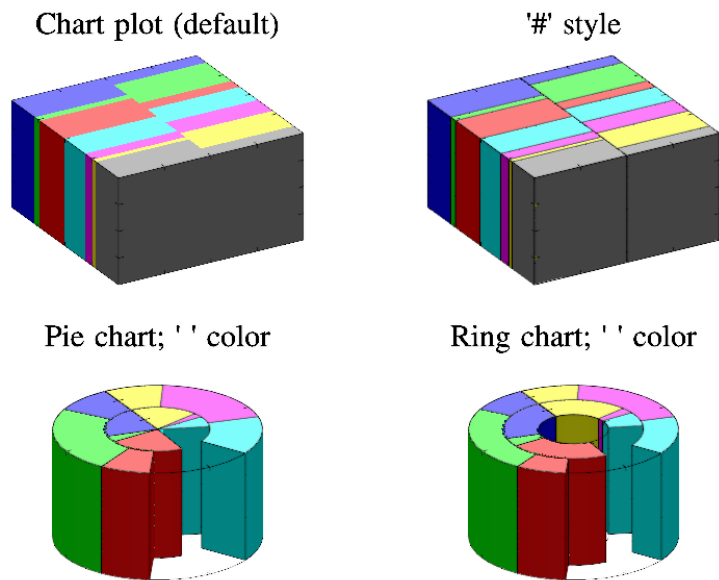 Chart plot (default)
'#' style
Pie chart; ' ' color
Ring chart; ' ' color